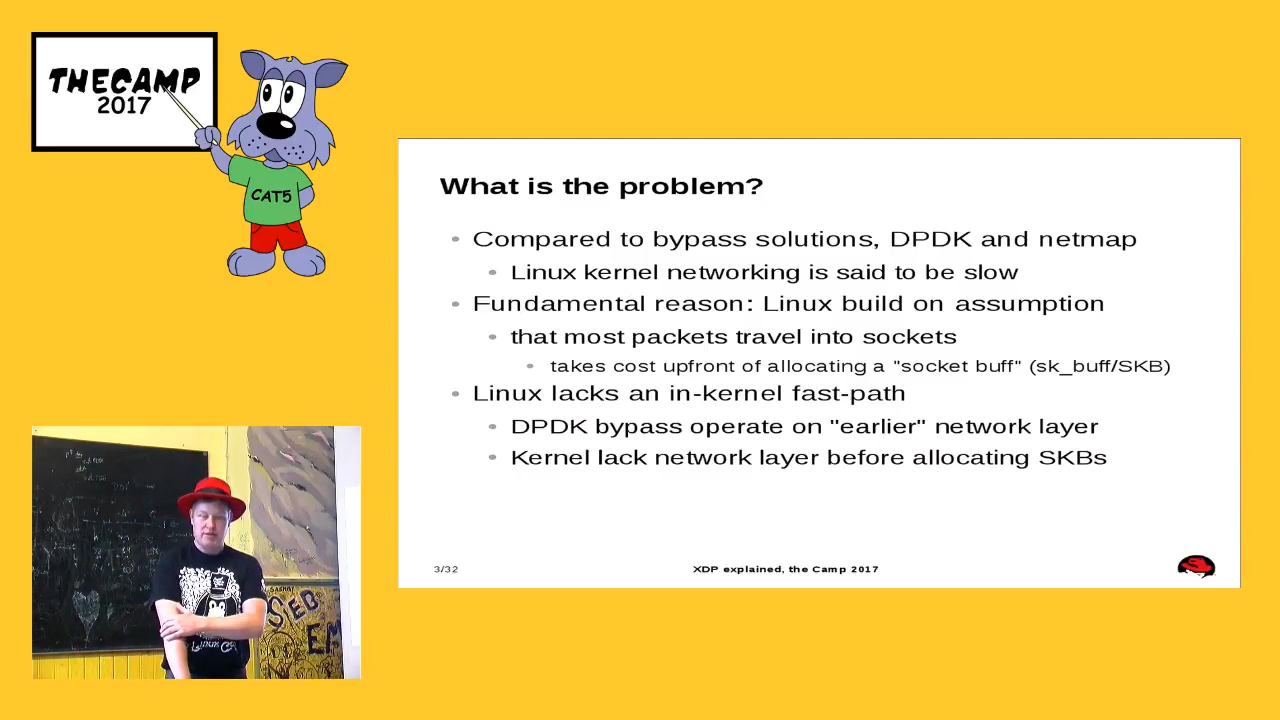 THECAMP
2017
CAT5
What is the problem?
Compared to bypass solutions, DPDK and netmap
Linux kernel networking is said to be slow
Fundamental reason: Linux build on assumption
that most packets travel into sockets
takes cost upfront of allocating a "socket buff" (sk_buff/SKB)
Linux lacks an in-kernel fast-path
DPDK bypass operate on "earlier" network layer
Kernel lack network layer before allocating SKBs
3/32
XDP explained, the Camp 2017
SEB